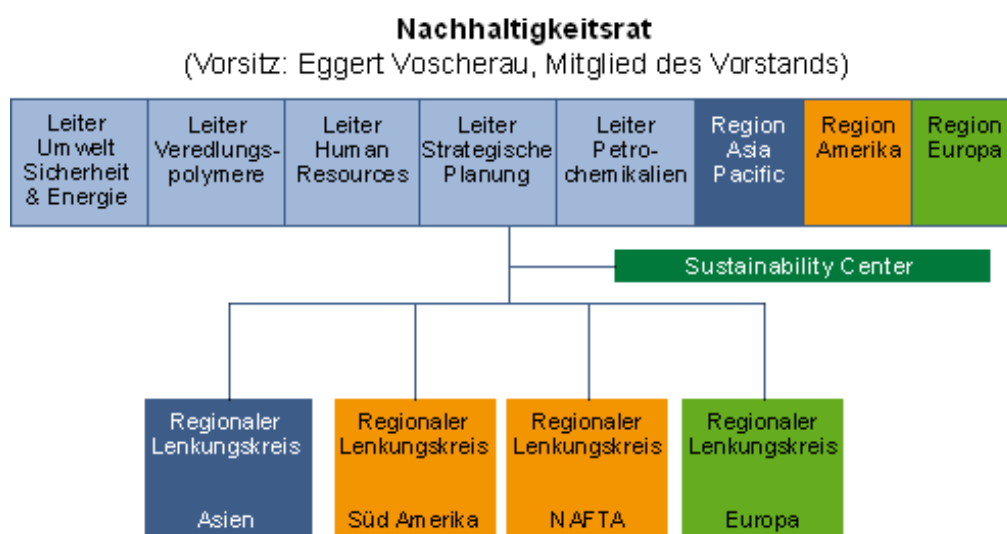 Nachhaltigkeitsrat
(Vorsitz: Eggert Voscherau, Mitglied des Vorstands)
Leiter
Umwelt
Sicherheit
& Energie
Leiter
Veredlungs-
polymere
Leiter
Human
Resources
Leiter
Strategische
Planung
Leiter
Petro-
chemikalien
Region
Asia
Pacific
Region
Amerika
Region
Europa
Sustainability Center
Regionaler
Lenkungskreis
Asien
Regionaler
Lenkungskreis
Süd Amerika
Regionaler
Lenkungskreis
NAFTA
Regionaler
Lenkungskreis
Europa